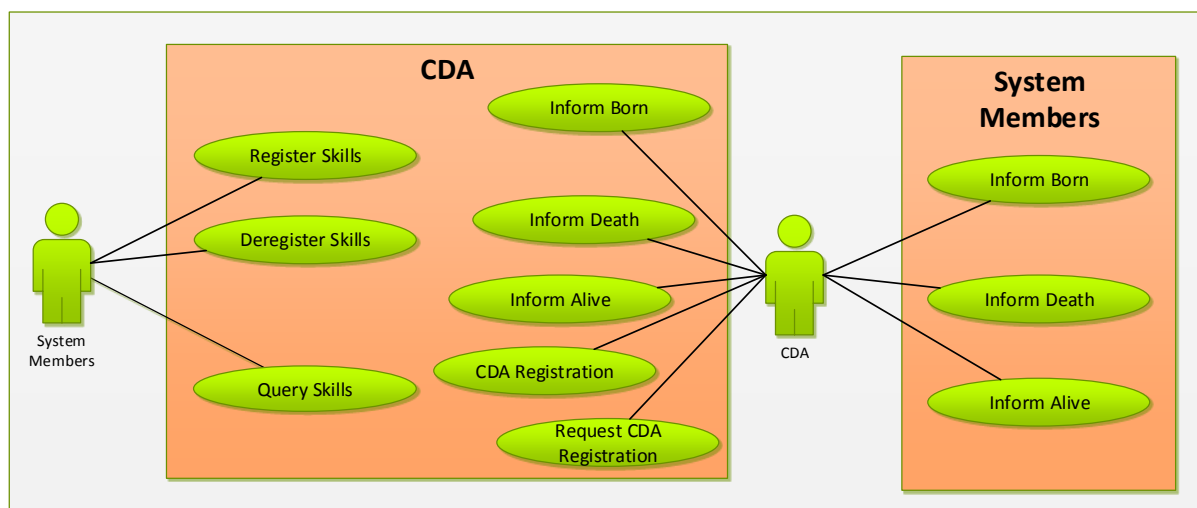 CDA
Inform Born
Register Skills
Inform Death
Deregister Skills
Inform Alive
CDA Registration
Query Skills
Request CDA
Registration
System
Members
CDA
System
Members
Inform Born
Inform Death
Inform Alive